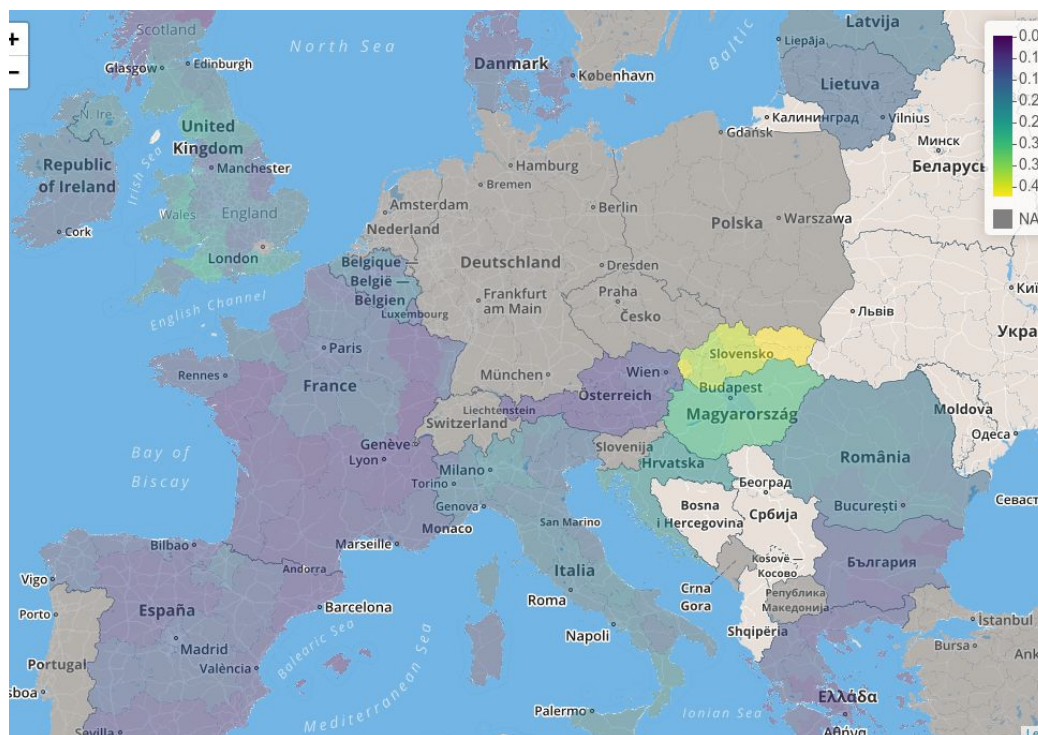 +
−
Scotland
Glasgow
Edinburgh
North Sea
Danmark
København
Baltic
Latvija
Liepāja
Lietuva
Vilnius
Калининград
Минск
Беларусь
Gdańsk
N. Ire
United
Kingdom
Manchester
Republic
of Ireland
Irish Sea
Cork
Wales
England
London
English Channel
Hamburg
Bremen
Berlin
Amsterdam
Nederland
Polska
Warszawa
Deutschland
Dresden
Belgique —
België —
Belgien
Luxembourg
Frankfurt
am Main
Praha
Česko
Львів
Київ
Укра
Paris
Rennes
France
München
Wien
Slovensko
Budapest
Österreich
Magyarország
Liechtenstein
Switzerland
Genève
Lyon
Slovenija
Hrvatska
Moldova
Одеса
România
București
Севаст
Bay of
Biscay
Milano
Torino
Genova
Monaco
San Marino
Београд
Bosna
i Hercegovina
Србија
Marseille
Italia
Kosovë —
Косово
България
Crna
Gora
Република
Македонија
Roma
Napoli
Shqipëria
İstanbul
Bursa
Ank
Vigo
Bilbao
Andorra
Porto
España
Barcelona
Madrid
València
Balearic Sea
Portugal
sboa
Sevilla
Mediterranean Sea
Palermo
Ionian Sea
Ελλάδα
Αθήνα
0.0
0.1
0.1
0.2
0.2
0.3
0.3
0.4
NA
Le